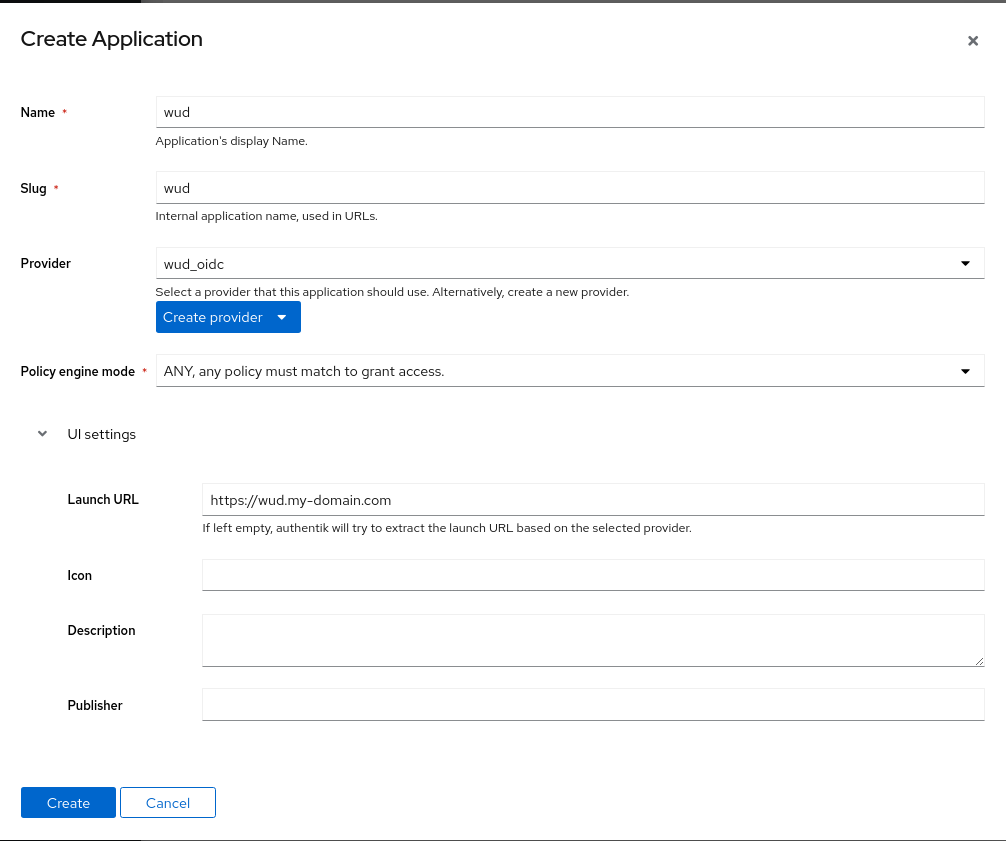 Create Application
Name *
wud
Application's display Name.
Slug *
wud
Internal application name, used in URLs.
Provider
wud_oidc
Select a provider that this application should use. Alternatively, create a new provider.
Create provider
Policy engine mode *
ANY, any policy must match to grant access.
UI settings
Launch URL
https://wud.my-domain.com
If left empty, authentik will try to extract the launch URL based on the selected provider.
Icon
Description
Publisher
Create
Cancel